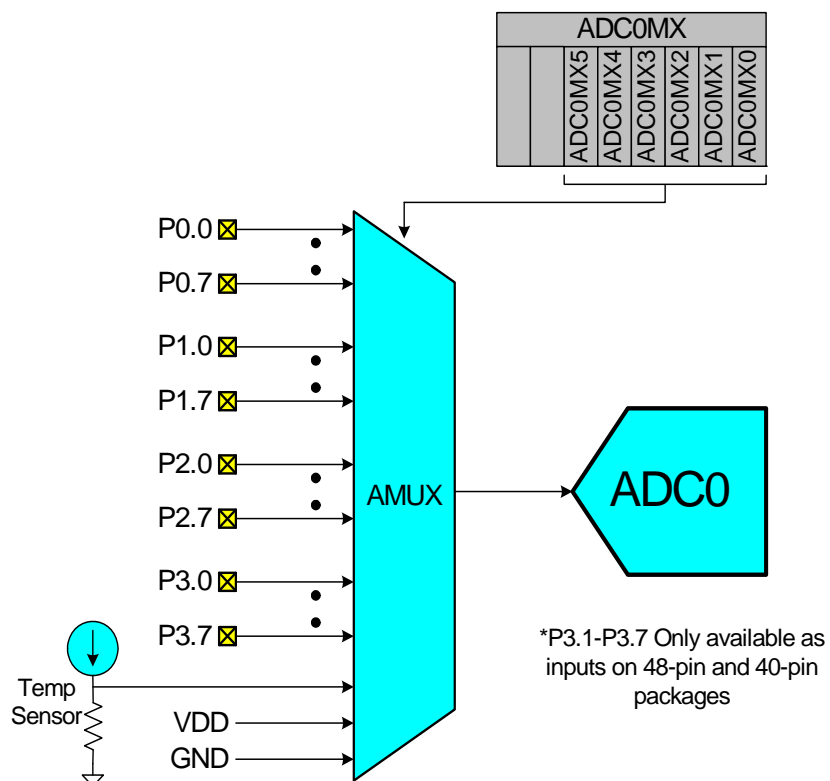 ADC0MX
ADC0MX5
ADC0MX4
ADC0MX3
ADC0MX2
ADC0MX1
ADC0MX0
P0.0
P0.7
P1.0
P1.7
P2.0
P2.7
P3.0
P3.7
Temp
Sensor
VDD
GND
AMUX
ADC0
*P3.1-P3.7 Only available as
inputs on 48-pin and 40-pin
packages